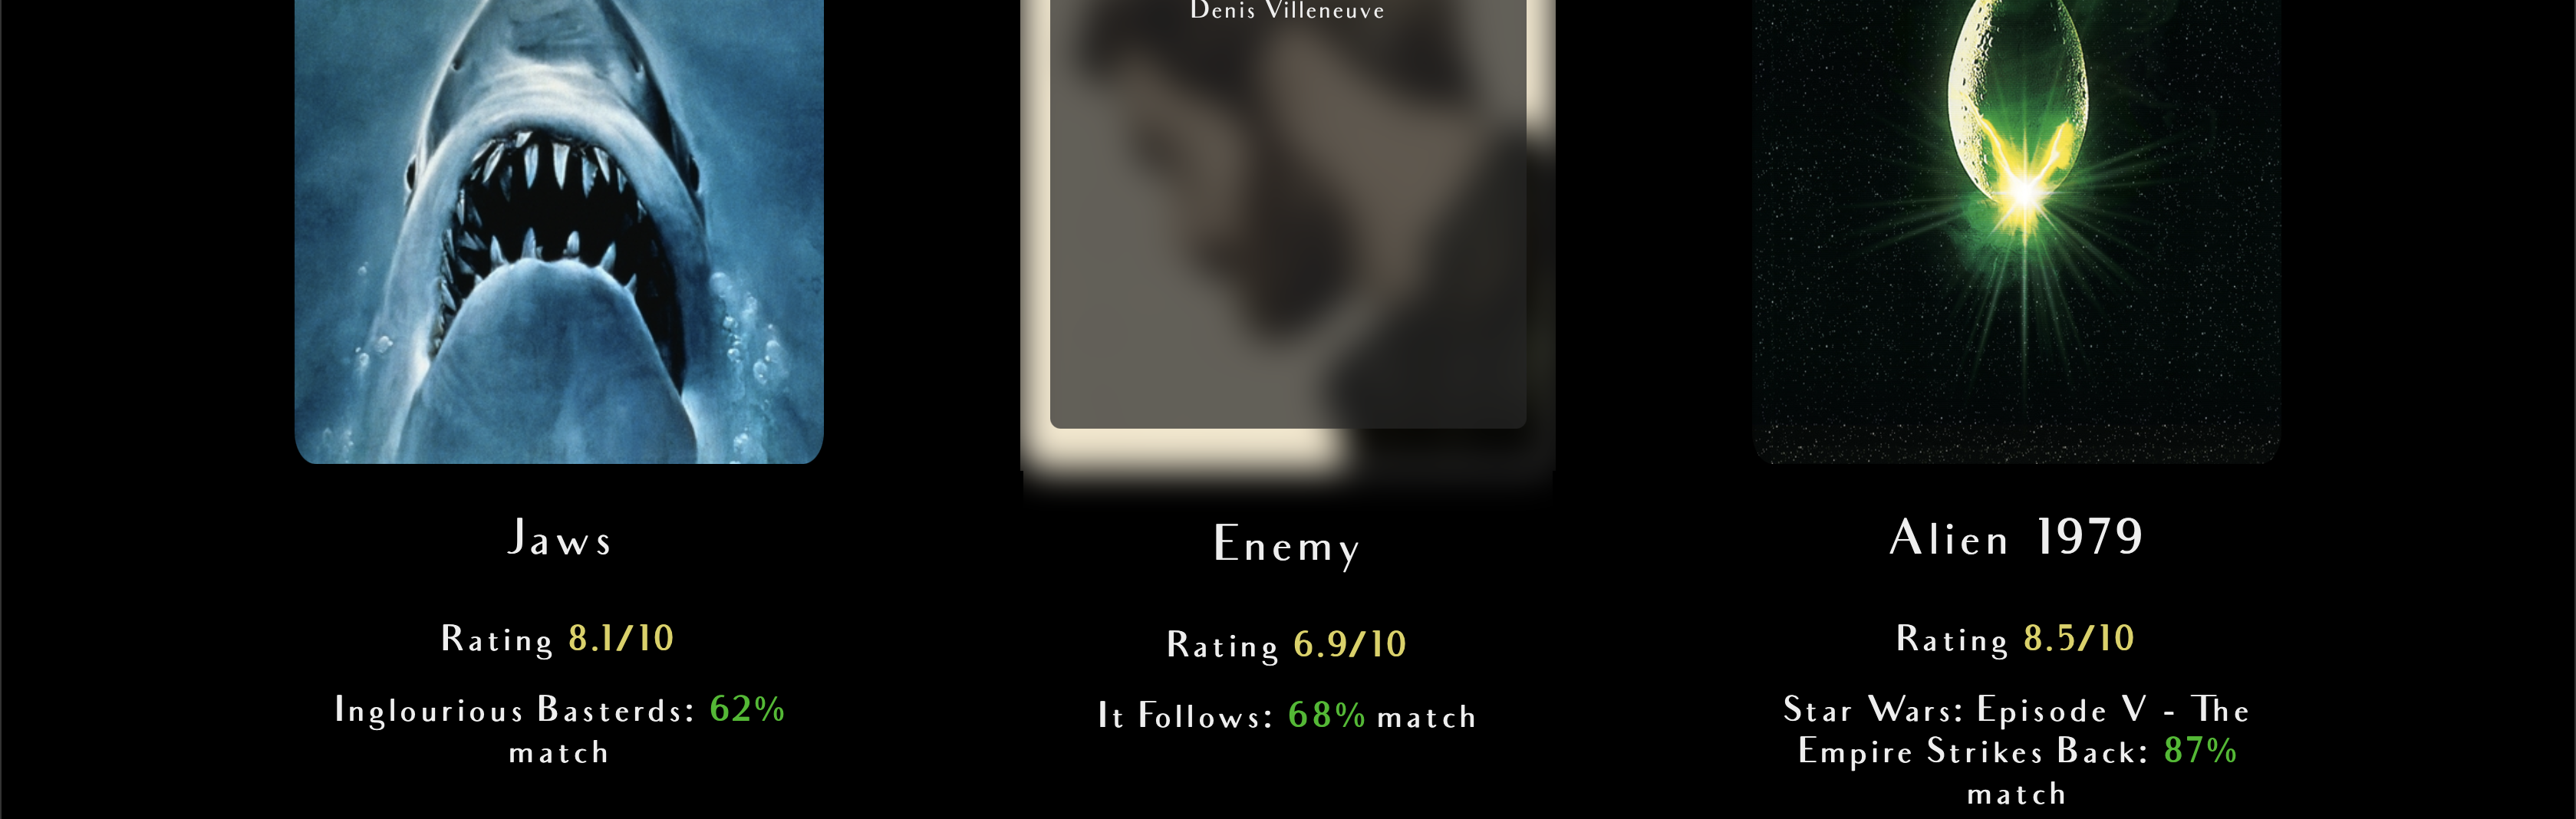 Denis Villeneuve
Jaws
Rating 8.1/10
Inglourious Basterds: 62%
match
Enemy
Rating 6.9/10
It Follows: 68% match
Alien 1979
Rating 8.5/10
Star Wars: Episode V - The
Empire Strikes Back: 87%
match